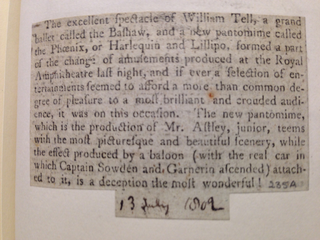 —The excellent spectacle of William Tell, a grand
ballet called the Bashaw, and a new pantomime called
the Phœnix, of Harlequin and Lillipo, formed a part
of the change of amusements produced at the Royal
Amphitheatre last night, and if ever a selection of en-
tertainments seemed to afford a more than common de-
gree of pleasure to a most brilliant and crouded audi-
ence, it was on this occasion. The new pantomime,
which is the production of Mr. Astley, junior, teems
with the most picturesque and beautiful scenery, while
the effect produced by a baloon (with the real car in
which Captain Sowden and Garnerin ascended) attach-
ed to it, is a deception the most wonderful! 235A
13 July 1802